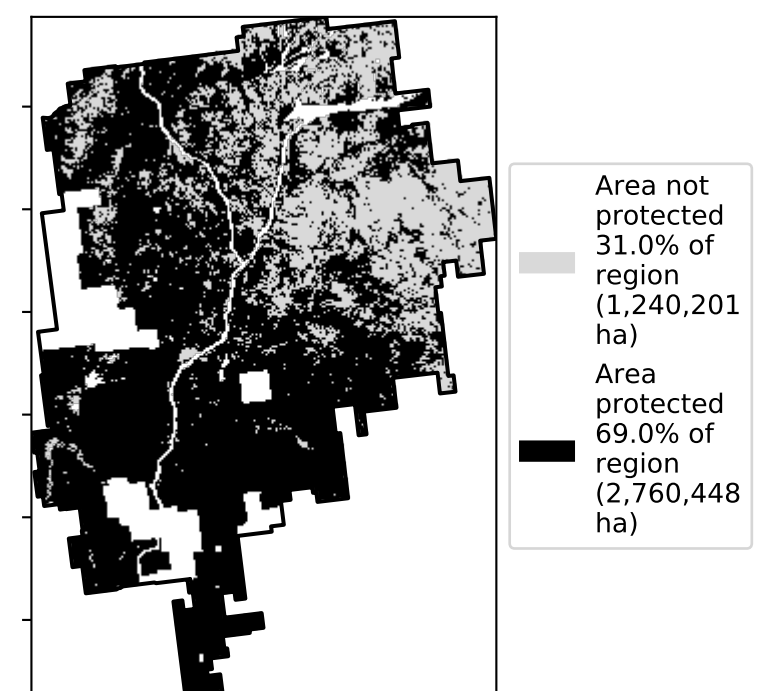 Area not
protected
31.0% of
region
(1,240,201
ha)
Area
protected
69.0% of
region
(2,760,448
ha)